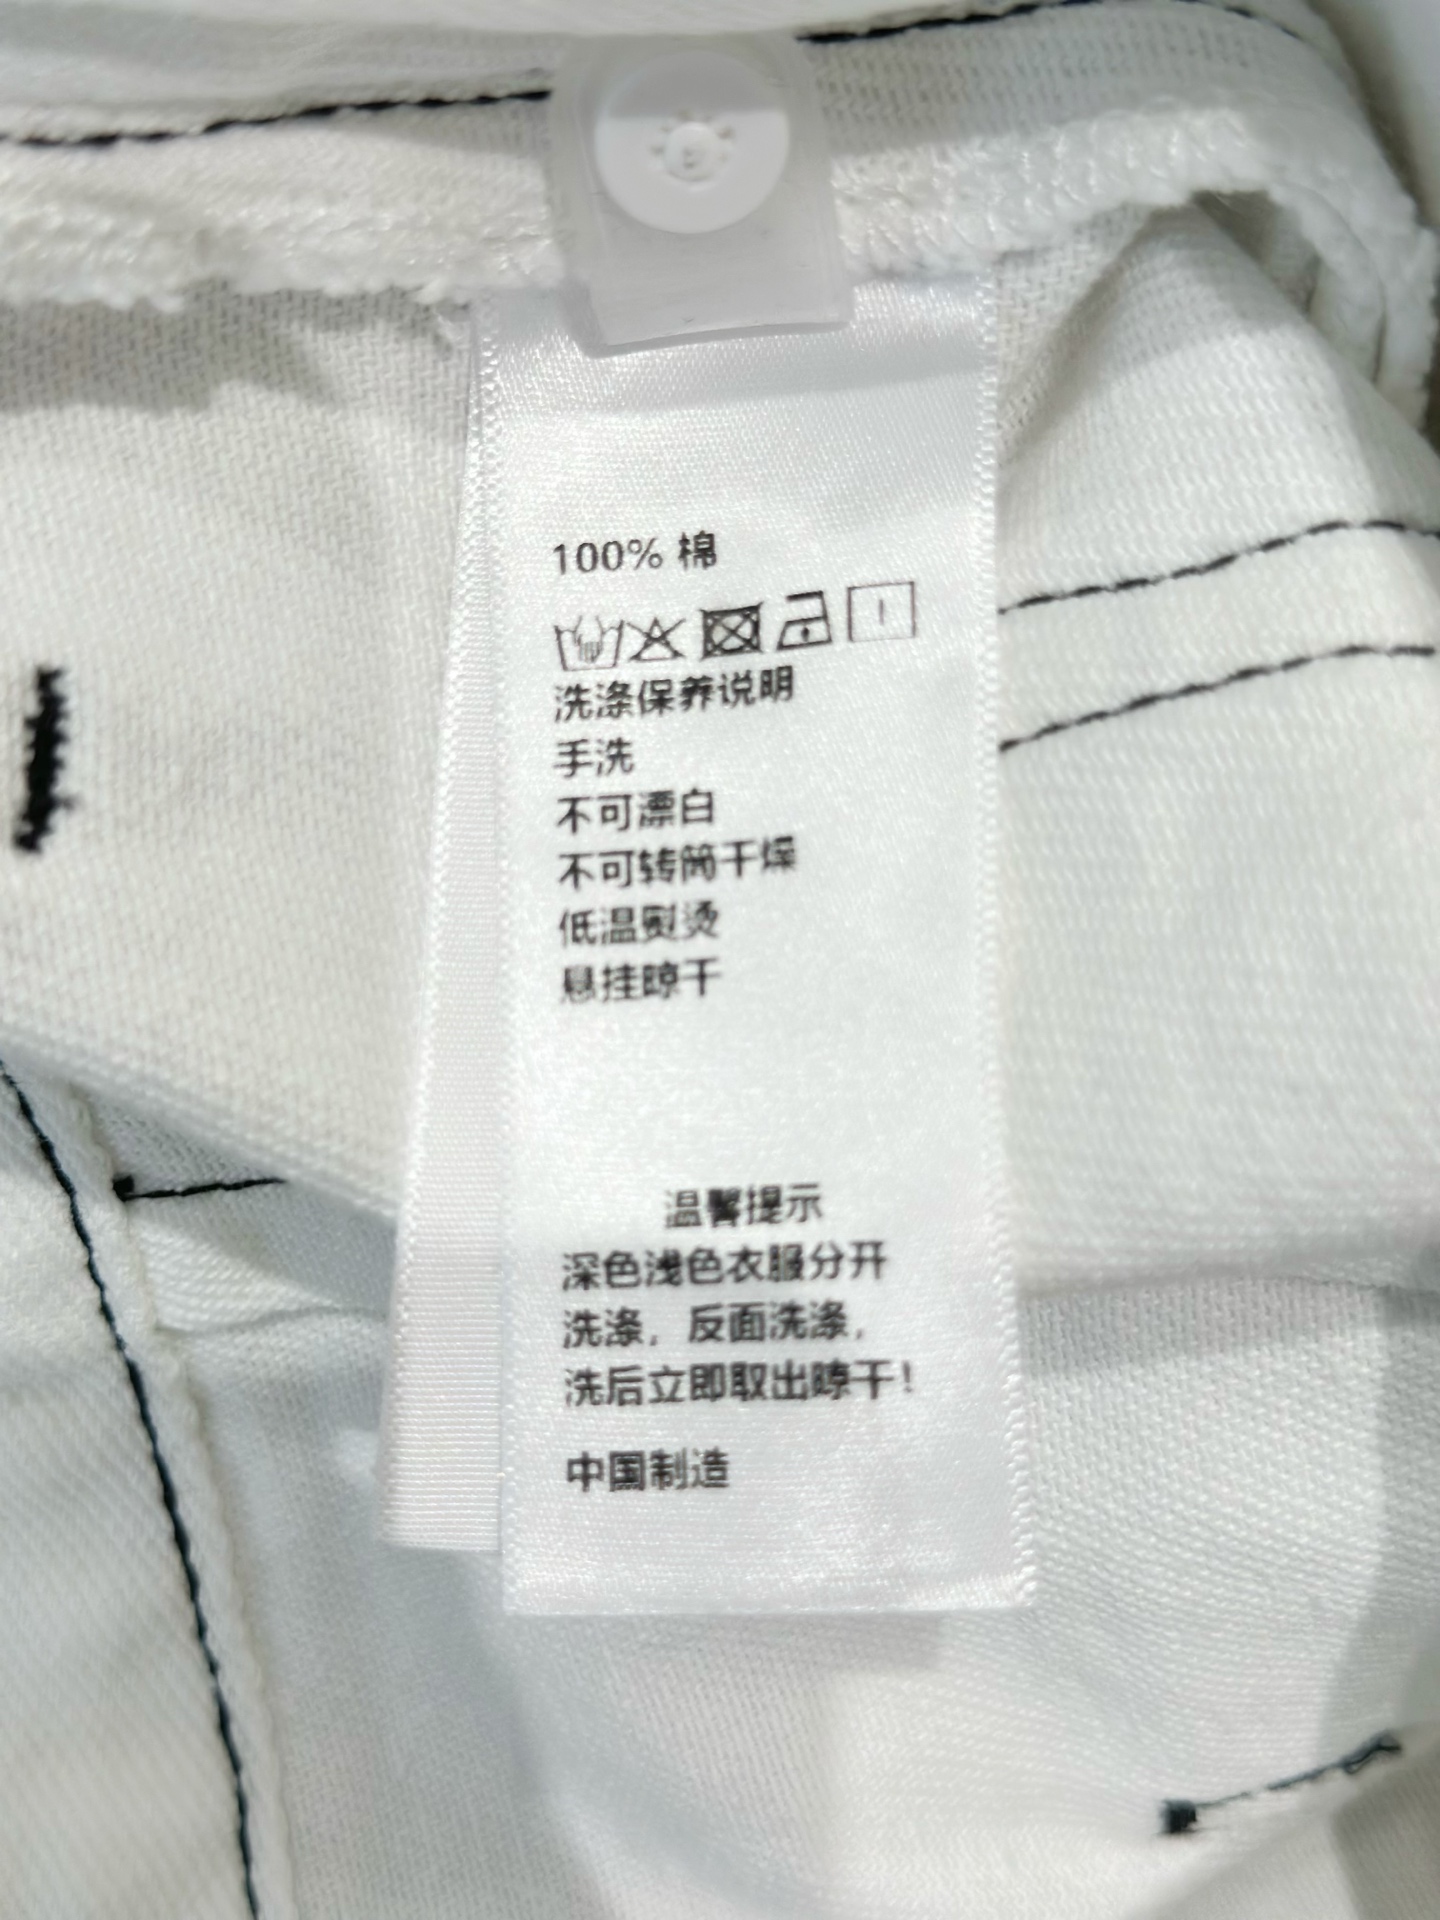 100% 棉
洗涤保养说明
手洗
不可漂白
不可转筒干燥
低温熨烫
悬挂晾干
温馨提示
深色浅色衣服分开
洗涤，反面洗涤，
洗后立即取出晾干！
中国制造